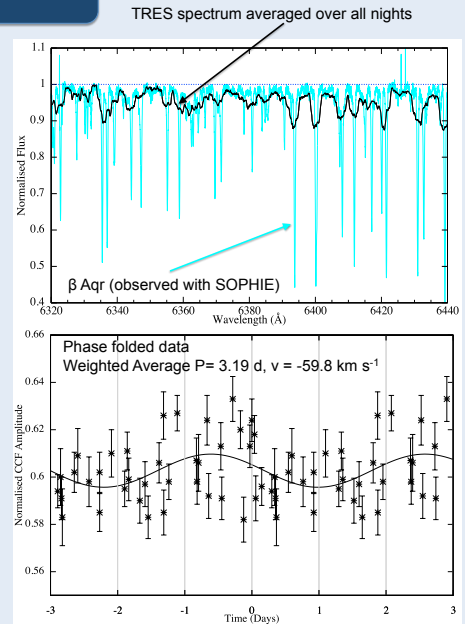 TRES spectrum averaged over all nights
1.1
1
0.9
0.8
0.7
0.6
0.5
0.4
Normalised Flux
β Aqr (observed with SOPHIE)
6320 6340 6360 6380 6400 6420 6440
Wavelength (Å)
0.66
0.64
0.62
0.6
0.58
0.56
Normalised CCF Amplitude
Phase folded data
Weighted Average P= 3.19 d, v = -59.8 km s⁻¹
-3 -2 -1 0 1 2 3
Time (Days)